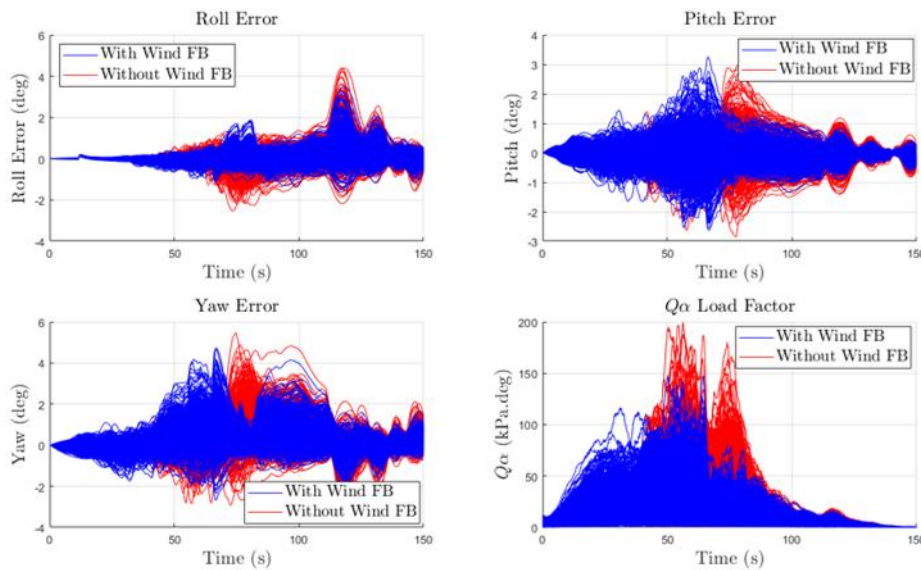 Roll Error
6
4
2
0
-2
-4
Roll Error (deg)
With Wind FB
Without Wind FB
0
50
100
150
Time (s)
Pitch Error
4
3
2
1
0
-1
-2
-3
Pitch (deg)
With Wind FB
Without Wind FB
0
50
100
150
Time (s)
Yaw Error
6
4
2
0
-2
-4
Yaw (deg)
With Wind FB
Without Wind FB
0
50
100
150
Time (s)
Qα Load Factor
200
150
100
50
0
Qα (kPa.deg)
With Wind FB
Without Wind FB
0
50
100
150
Time (s)